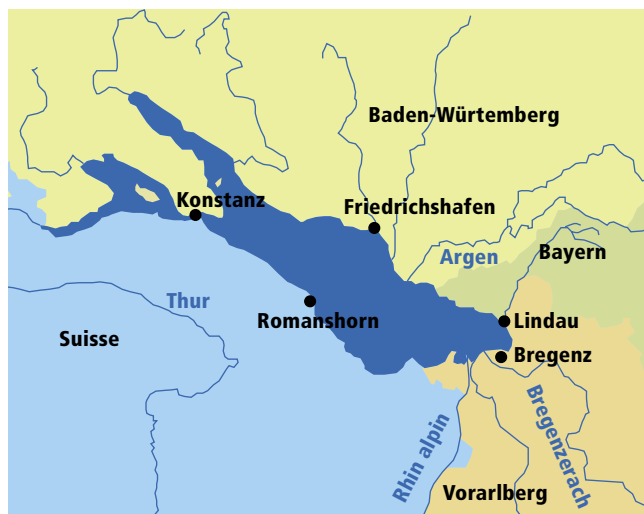 Baden-Würtemberg
Konstanz
Friedrichshafen
Argen
Bayern
Thur
Romanshorn
Lindau
Suisse
Bregenz
Rhin alpin
Bregenzerach
Vorarlberg